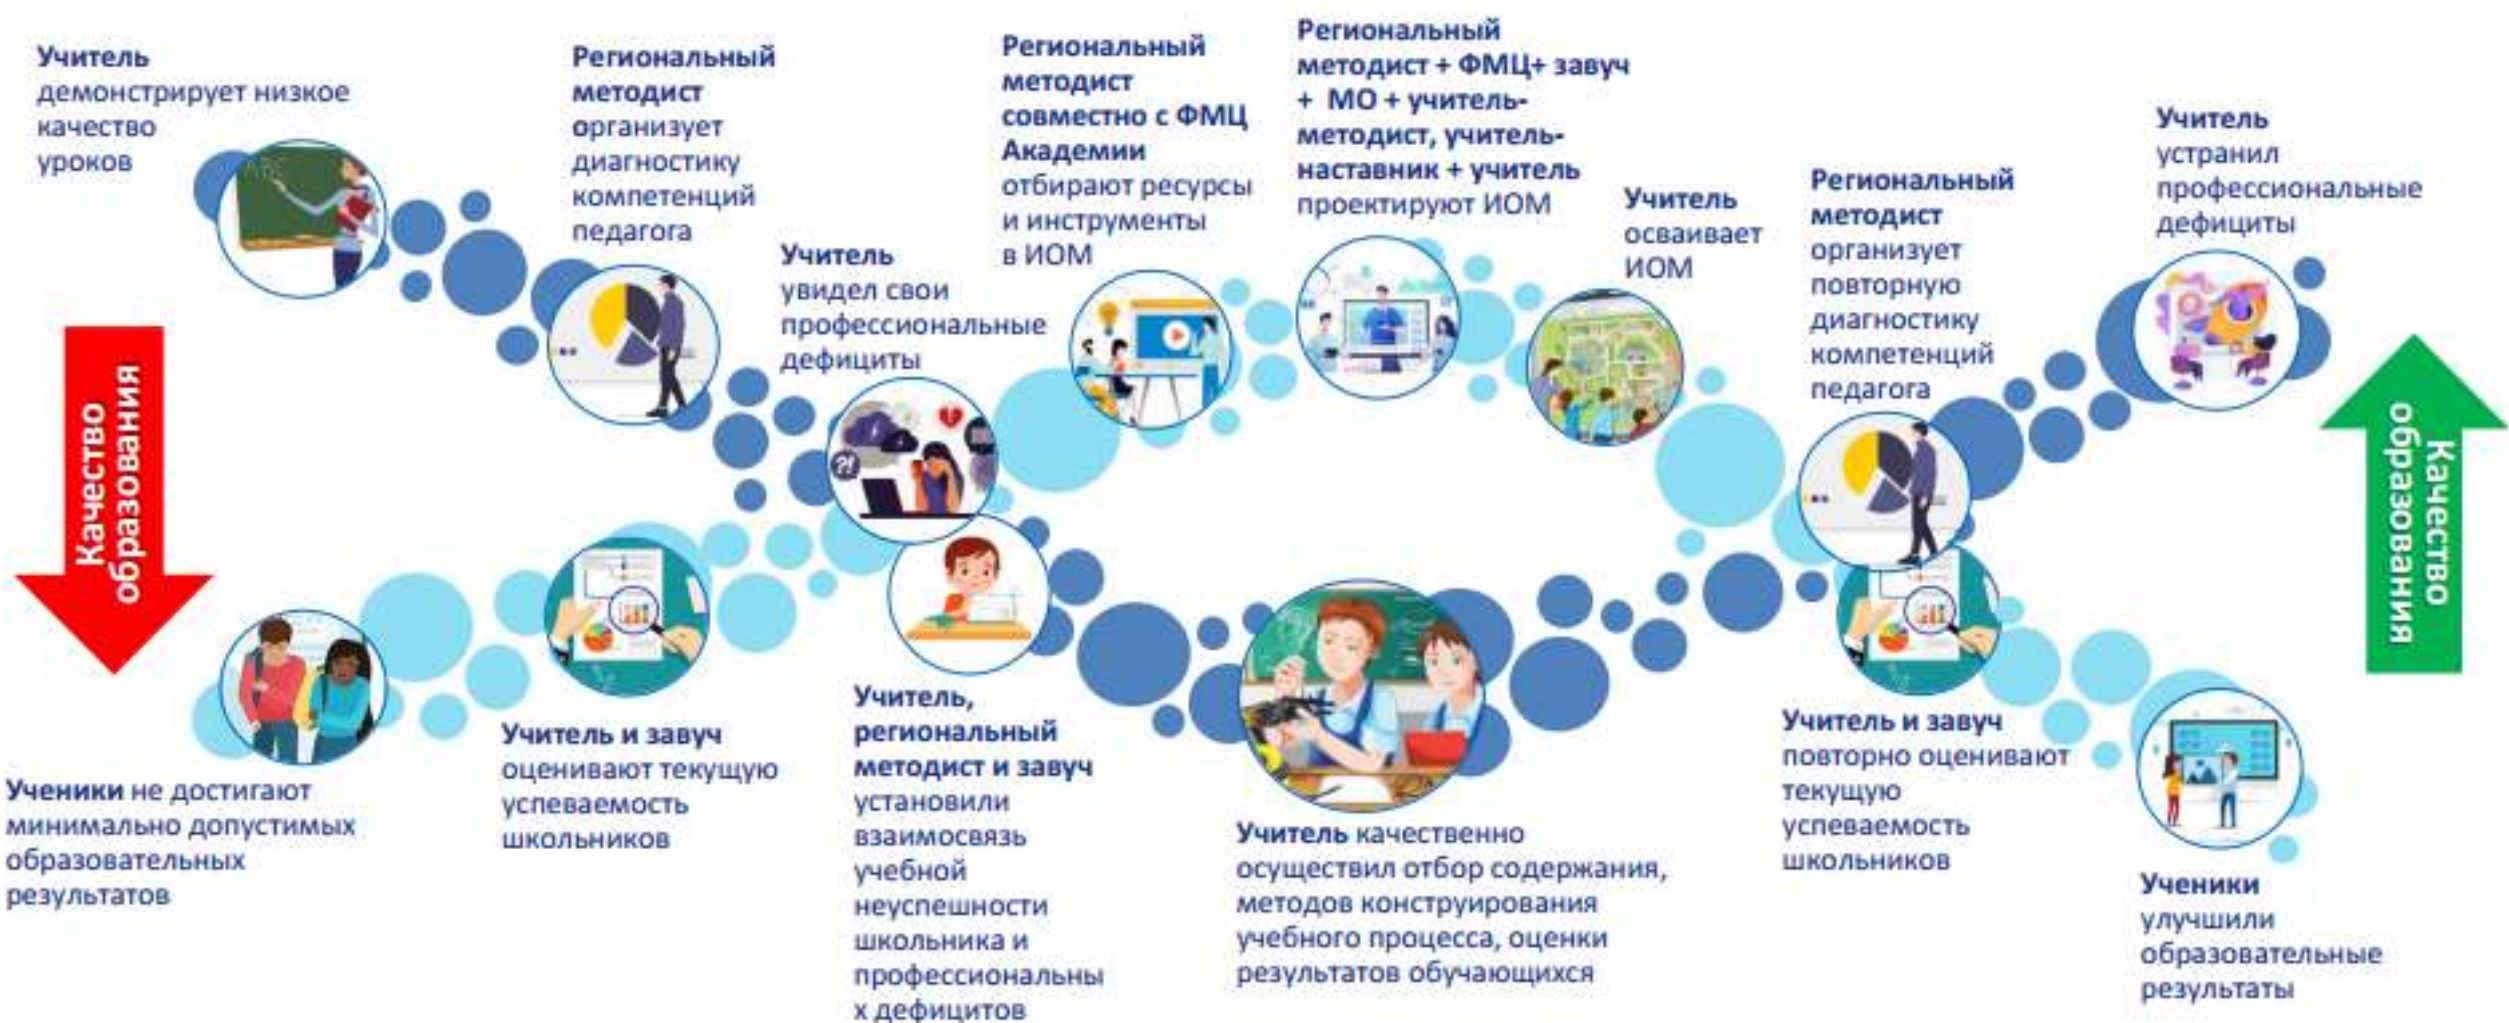 Учитель
демонстрирует низкое
качество
уроков
Региональный
методист
организует
диагностику
компетенций
педагога
Учитель
увидел свои
профессиональные
дефициты
Региональный
методист
совместно с ФМЦ
Академии
отбирают ресурсы
и инструменты
в ИОМ
Региональный
методист + ФМЦ+ завуч
+ МО + учитель-
методист, учитель-
наставник + учитель
проектируют ИОМ
Учитель
осваивает
ИОМ
Региональный
методист
организует
повторную
диагностику
компетенций
педагога
Учитель
устранил
профессиональные
дефициты
Качество
образования
Качество
образования
ABC
?!
Ученики не достигают
минимально допустимых
образовательных
результатов
Учитель и завуч
оценивают текущую
успеваемость
школьников
Учитель,
региональный
методист и завуч
установили
взаимосвязь
учебной
неуспешности
школьника и
профессиональны
х дефицитов
Учитель качественно
осуществил отбор содержания,
методов конструирования
учебного процесса, оценки
результатов обучающихся
Учитель и завуч
повторно оценивают
текущую
успеваемость
школьников
Ученики
улучшили
образовательные
результаты